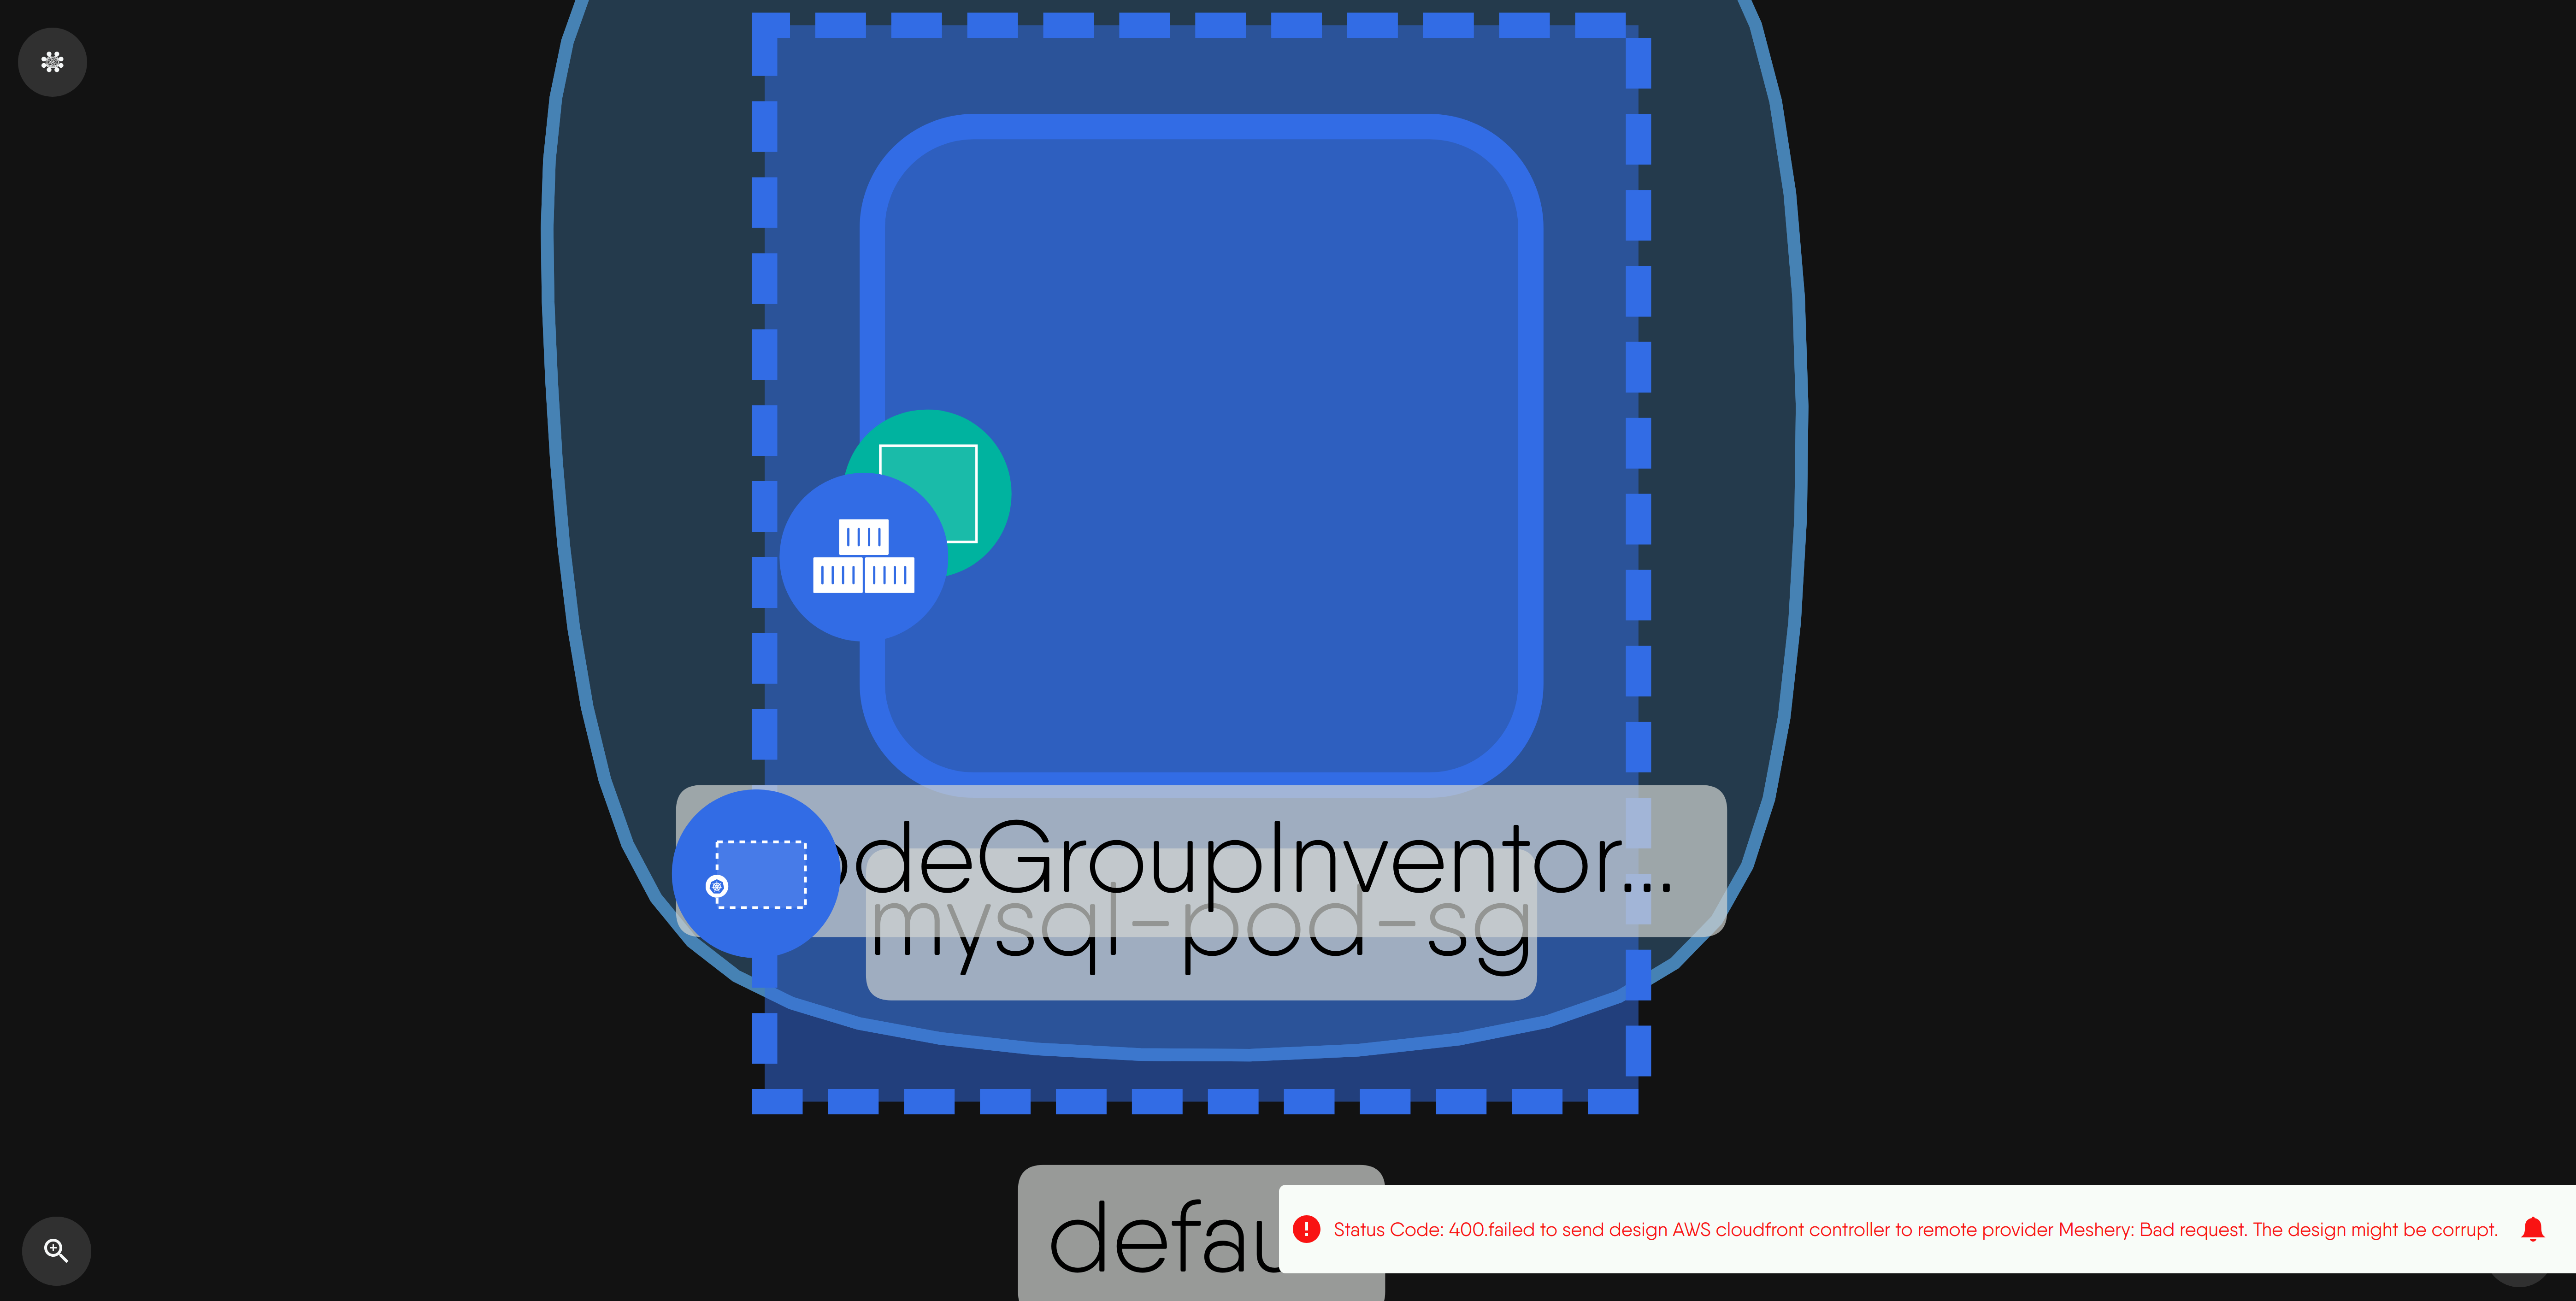 odeGroupInventor...
mysql-pod-sg
Status Code: 400.failed to send design AWS cloudfront controller to remote provider Meshery: Bad request. The design might be corrupt.